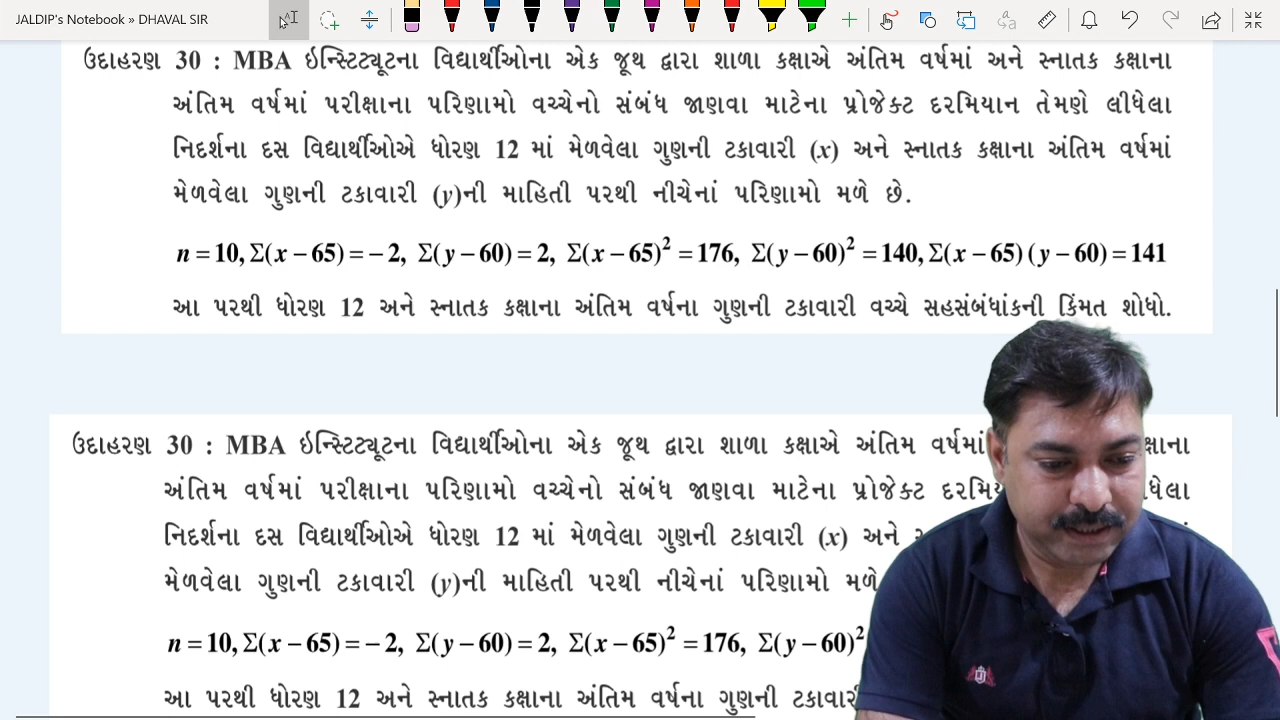 JALDIP's Notebook » DHAVAL SIR
ઉદાહરણ 30 : MBA ઇન્સ્ટિટ્યૂટના વિદ્યાર્થીઓના એક જૂથ દ્વારા શાળા કક્ષાએ અંતિમ વર્ષમાં અને સ્નાતક કક્ષાના
અંતિમ વર્ષમાં પરીક્ષાના પરિણામો વચ્ચેનો સંબંધ જાણવા માટેના પ્રોજેક્ટ દરમિયાન તેમણે લીધેલા
નિદર્શના દસ વિદ્યાર્થીઓએ ધોરણ 12 માં મેળવેલા ગુણની ટકાવારી (x) અને સ્નાતક કક્ષાના અંતિમ વર્ષમાં
મેળવેલા ગુણની ટકાવારી (y)ની માહિતી પરથી નીચેનાં પરિણામો મળે છે.
n = 10, Σ(x – 65) = – 2, Σ(y – 60) = 2, Σ(x – 65)² = 176, Σ(y – 60)² = 140, Σ(x – 65) (y – 60) = 141
આ પરથી ધોરણ 12 અને સ્નાતક કક્ષાના અંતિમ વર્ષના ગુણની ટકાવારી વચ્ચે સહસંબંધાંકની કિંમત શોધો.
ઉદાહરણ 30 : MBA ઇન્સ્ટિટ્યૂટના વિદ્યાર્થીઓના એક જૂથ દ્વારા શાળા કક્ષાએ અંતિમ વર્ષમાં
અંતિમ વર્ષમાં પરીક્ષાના પરિણામો વચ્ચેનો સંબંધ જાણવા માટેના પ્રોજેક્ટ
નિદર્શના દસ વિદ્યાર્થીઓએ ધોરણ 12 માં મેળવેલા ગુણની ટકાવારી (x) અને
મેળવેલા ગુણની ટકાવારી (y)ની માહિતી પરથી નીચેનાં પરિણામો મળે
n = 10, Σ(x – 65) = – 2, Σ(y – 60) = 2, Σ(x – 65)² = 176, Σ(y – 60)²
આ પરથી ધોરણ 12 અને સ્નાતક કક્ષાના અંતિમ વર્ષના ગુણની